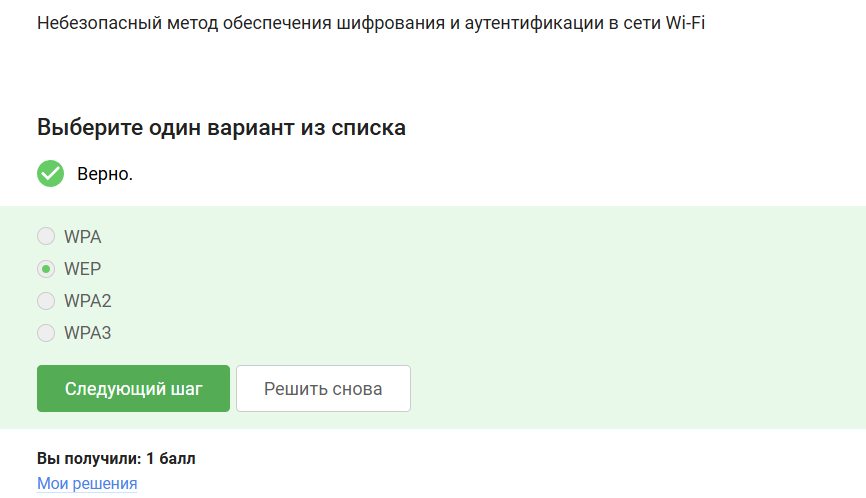 Небезопасный метод обеспечения шифрования и аутентификации в сети Wi-Fi
Выберите один вариант из списка
Верно.
WPA
WEP
WPA2
WPA3
Следующий шаг
Решить снова
Вы получили: 1 балл
Мои решения